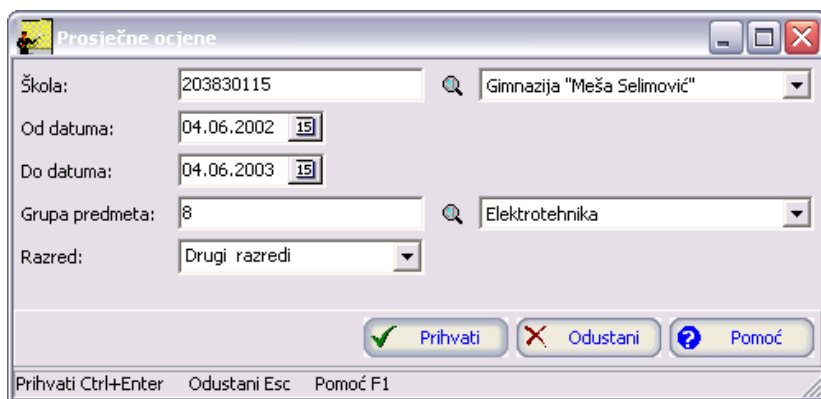 Prosječne ocjene
Škola: 203830115 Gimnazija "Meša Selimović"
Od datuma: 04.06.2002 15
Do datuma: 04.06.2003 15
Grupa predmeta: 8 Elektrotehnika
Razred: Drugi razredi
Prihvati Odustani Pomoć
Prihvati Ctrl+Enter Odustani Esc Pomoć F1